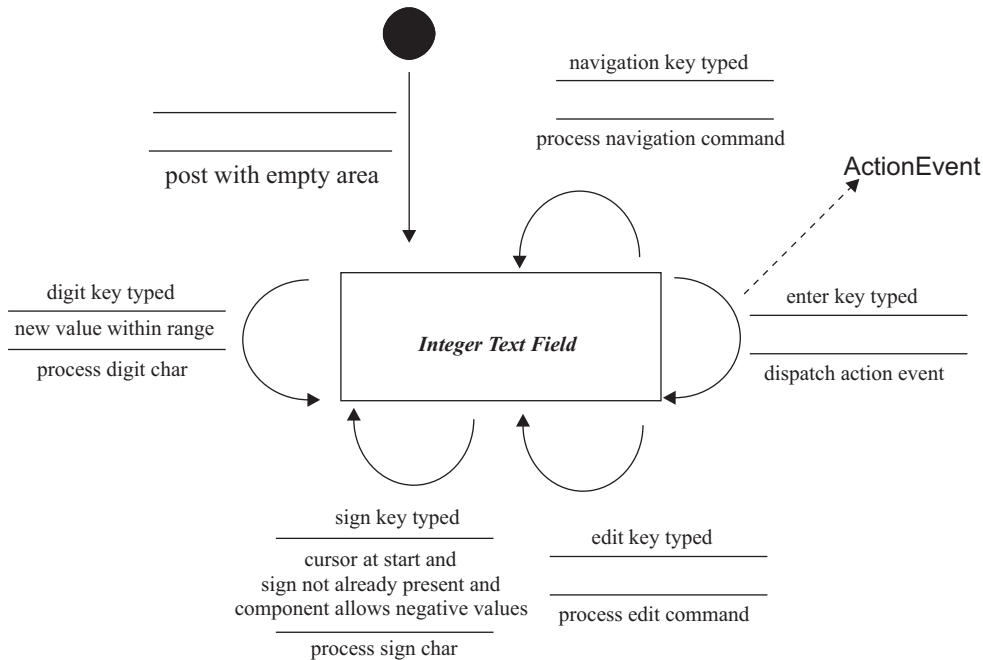 navigation key typed
process navigation command
post with empty area
ActionEvent
digit key typed
new value within range
process digit char
Integer Text Field
enter key typed
dispatch action event
sign key typed
cursor at start and
sign not already present and
component allows negative values
process sign char
edit key typed
process edit command